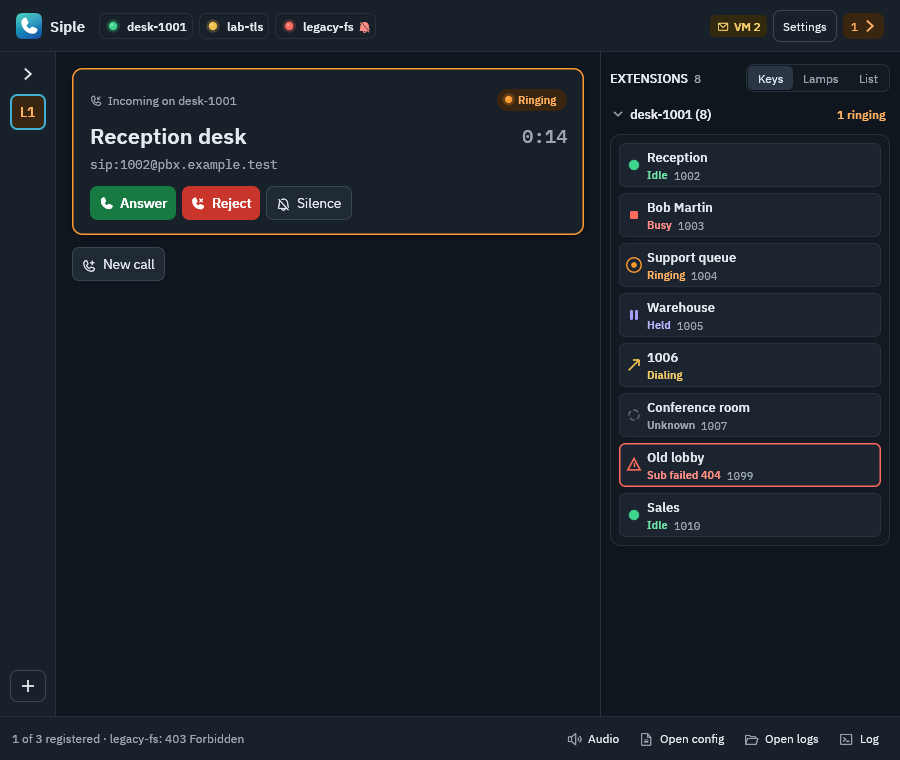 Siple
desk-1001
lab-tls
legacy-fs
VM 2
Settings
1
L1
Incoming on desk-1001
Ringing
Reception desk
0:14
sip:1002@pbx.example.test
Answer
Reject
Silence
New call
EXTENSIONS 8
Keys
Lamps
List
desk-1001 (8)
1 ringing
Reception
Idle 1002
Bob Martin
Busy 1003
Support queue
Ringing 1004
Warehouse
Held 1005
1006
Dialing
Conference room
Unknown 1007
Old lobby
Sub failed 404 1099
Sales
Idle 1010
1 of 3 registered · legacy-fs: 403 Forbidden
Audio
Open config
Open logs
Log